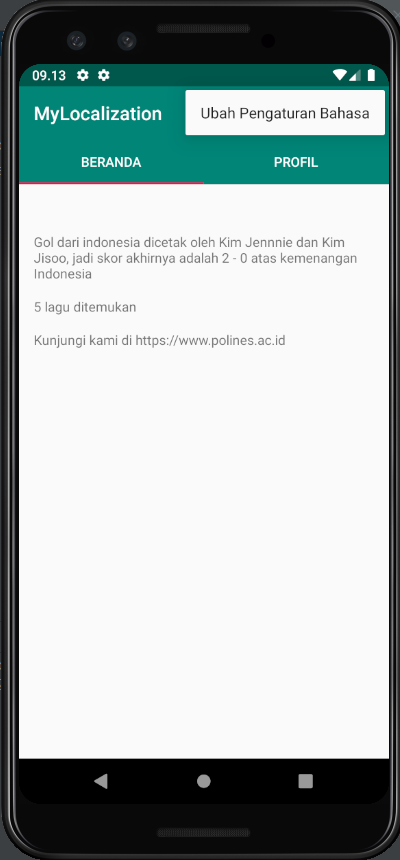 09.13
MyLocalization
Ubah Pengaturan Bahasa
BERANDA
PROFIL
Gol dari indonesia dicetak oleh Kim Jennnie dan Kim
Jisoo, jadi skor akhirnya adalah 2 - 0 atas kemenangan
Indonesia
5 lagu ditemukan
Kunjungi kami di https://www.polines.ac.id